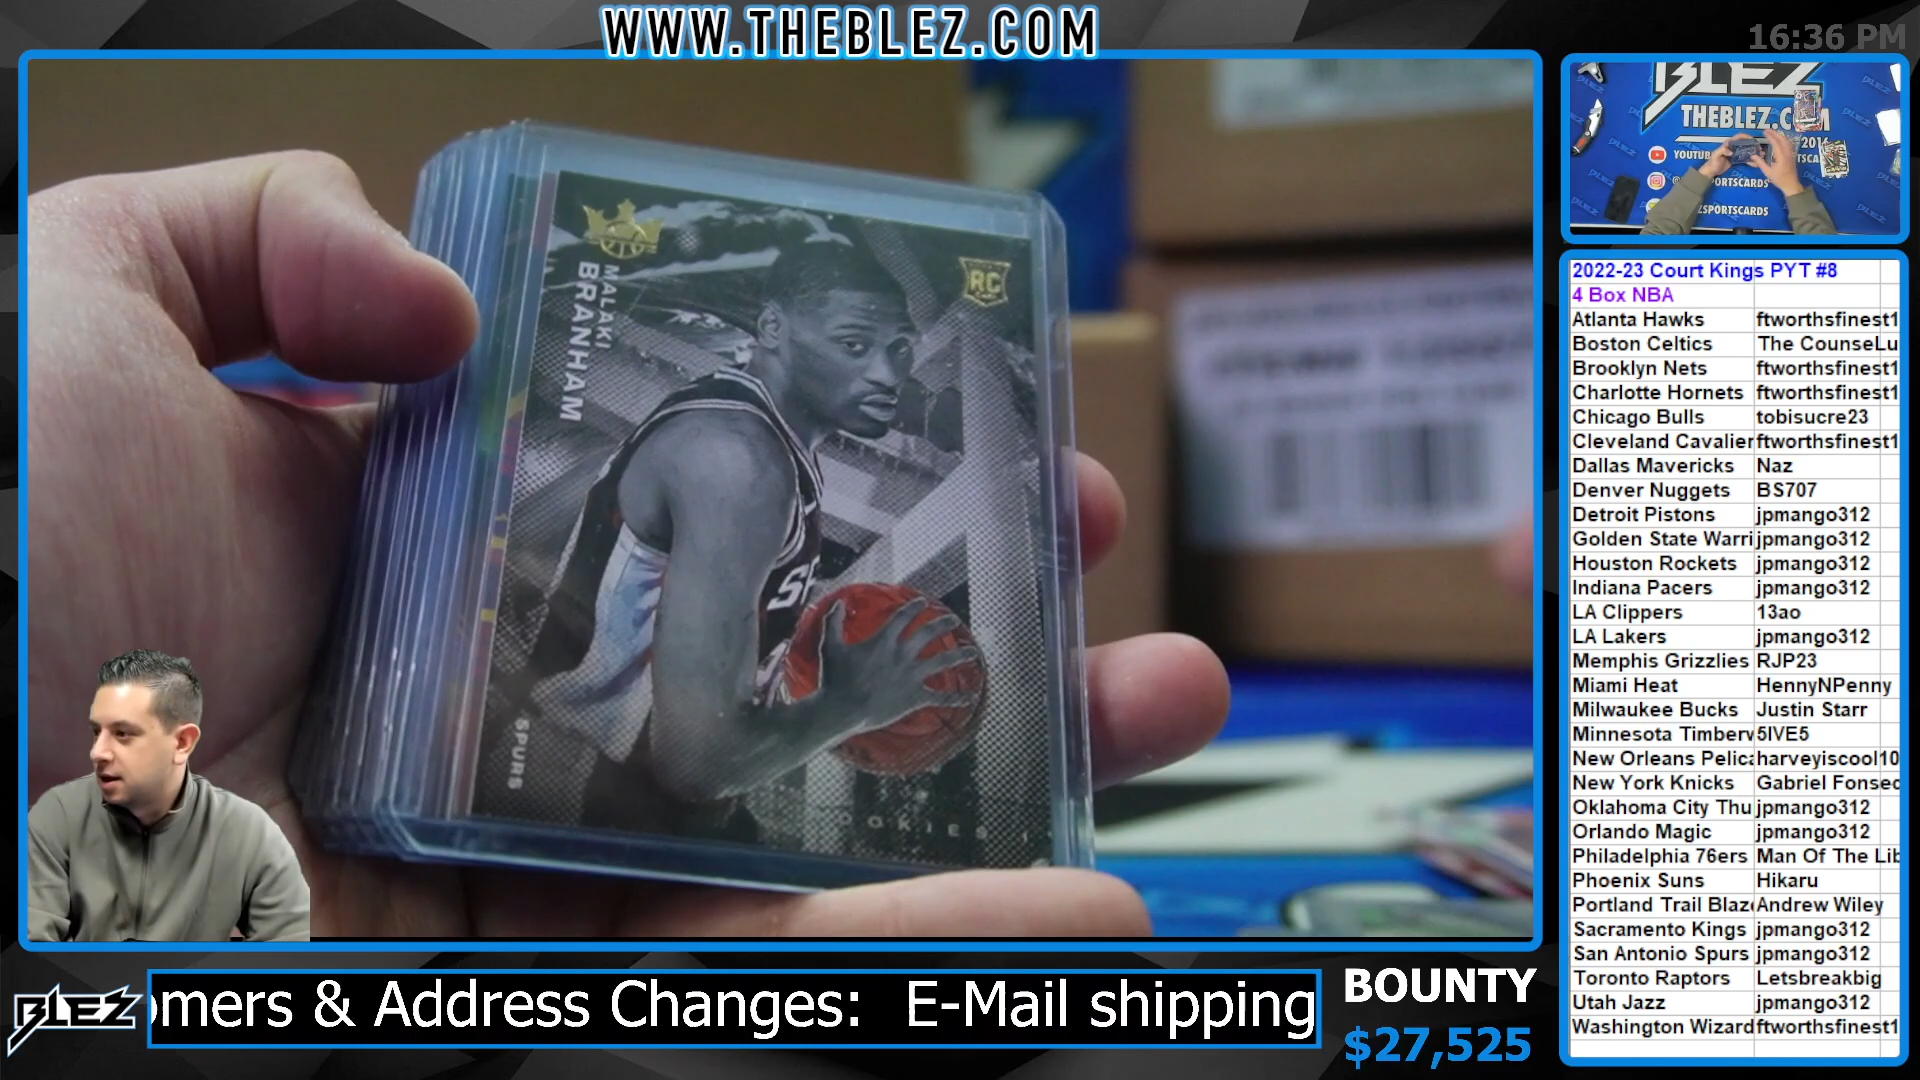 WWW.THEBLEZ.COM
16:36 PM
MALAKI
BRANHAM
RC
SPURS
BLEZ
THEBLEZ.C
2016
YOUTUB
PORTSCARDS
ZSPORTSCARDS
2022-23 Court Kings PYT #8
4 Box NBA
Atlanta Hawks ftworthsfinest1
Boston Celtics The CounseLu
Brooklyn Nets ftworthsfinest1
Charlotte Hornets ftworthsfinest1
Chicago Bulls tobisucre23
Cleveland Cavalier ftworthsfinest1
Dallas Mavericks Naz
Denver Nuggets BS707
Detroit Pistons jpmango312
Golden State Warri jpmango312
Houston Rockets jpmango312
Indiana Pacers jpmango312
LA Clippers 13ao
LA Lakers jpmango312
Memphis Grizzlies RJP23
Miami Heat HennyNPenny
Milwaukee Bucks Justin Starr
Minnesota Timberv 5IVE5
New Orleans Pelica harveyiscool10
New York Knicks Gabriel Fonsec
Oklahoma City Thu jpmango312
Orlando Magic jpmango312
Philadelphia 76ers Man Of The Lib
Phoenix Suns Hikaru
Portland Trail Blaze Andrew Wiley
Sacramento Kings jpmango312
San Antonio Spurs jpmango312
Toronto Raptors Letsbreakbig
Utah Jazz jpmango312
Washington Wizard ftworthsfinest1
BLEZ
omers & Address Changes: E-Mail shipping
BOUNTY
$27,525